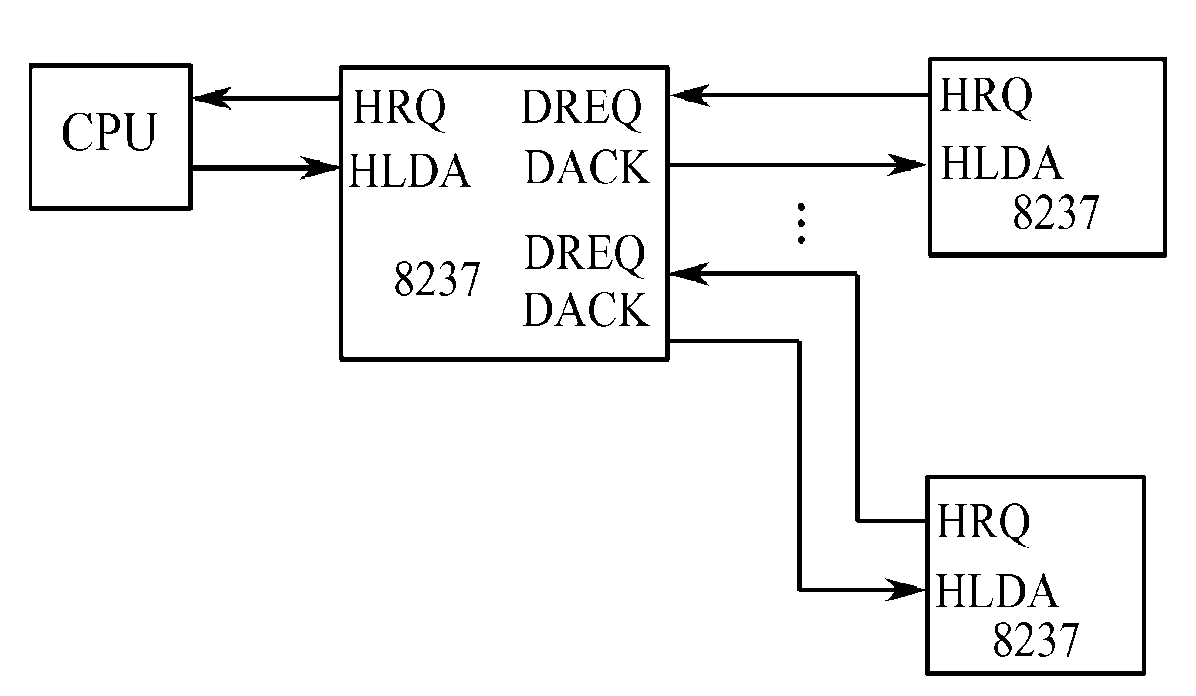 CPU
HRQ
HLDA
8237
DREQ
DACK
DREQ
DACK
HRQ
HLDA
8237
HRQ
HLDA
8237